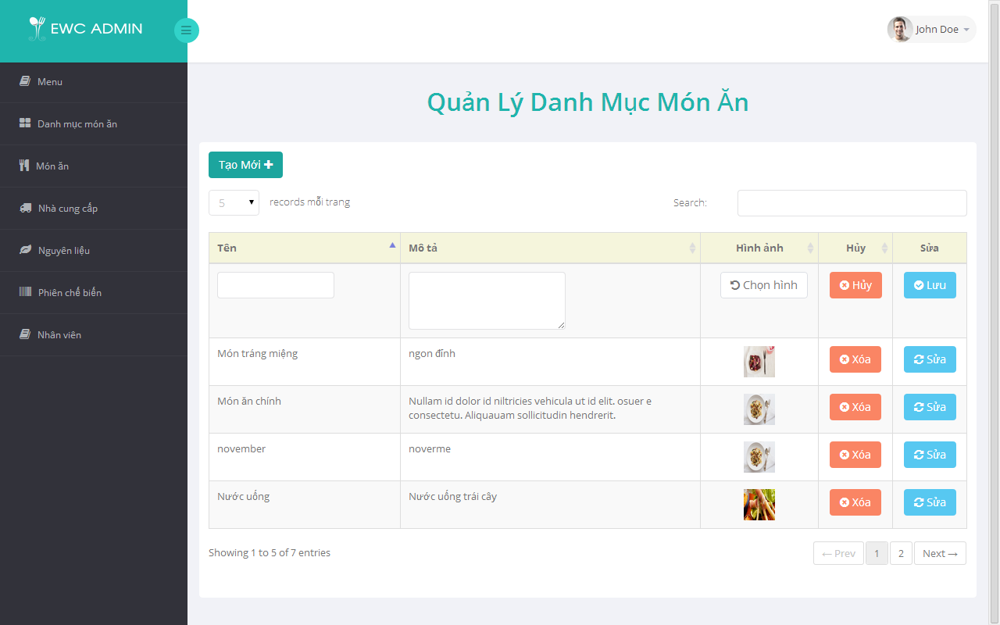 EWC ADMIN
John Doe
Menu
Danh mục món ăn
Món ăn
Nhà cung cấp
Nguyên liệu
Phiên chế biến
Nhân viên
Quản Lý Danh Mục Món Ăn
Tạo Mới
5 records mỗi trang
Search:
Tên Mô tả Hình ảnh Hủy Sửa
Chọn hình Hủy Lưu
Món tráng miệng ngon đỉnh Xóa Sửa
Món ăn chính Nullam id dolor id niltricies vehicula ut id elit. osuer e Xóa Sửa
consectetu. Aliquauam sollicitudin hendrerit.
november noverme Xóa Sửa
Nước uống Nước uống trái cây Xóa Sửa
Showing 1 to 5 of 7 entries
← Prev 1 2 Next →